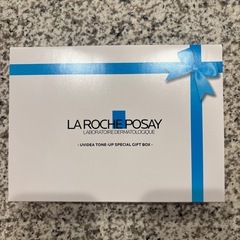 LA ROCHE POSAY
LABORATOIRE DERMATOLOGIQUE
- UVIDEA TONE-UP SPECIAL GIFT BOX -